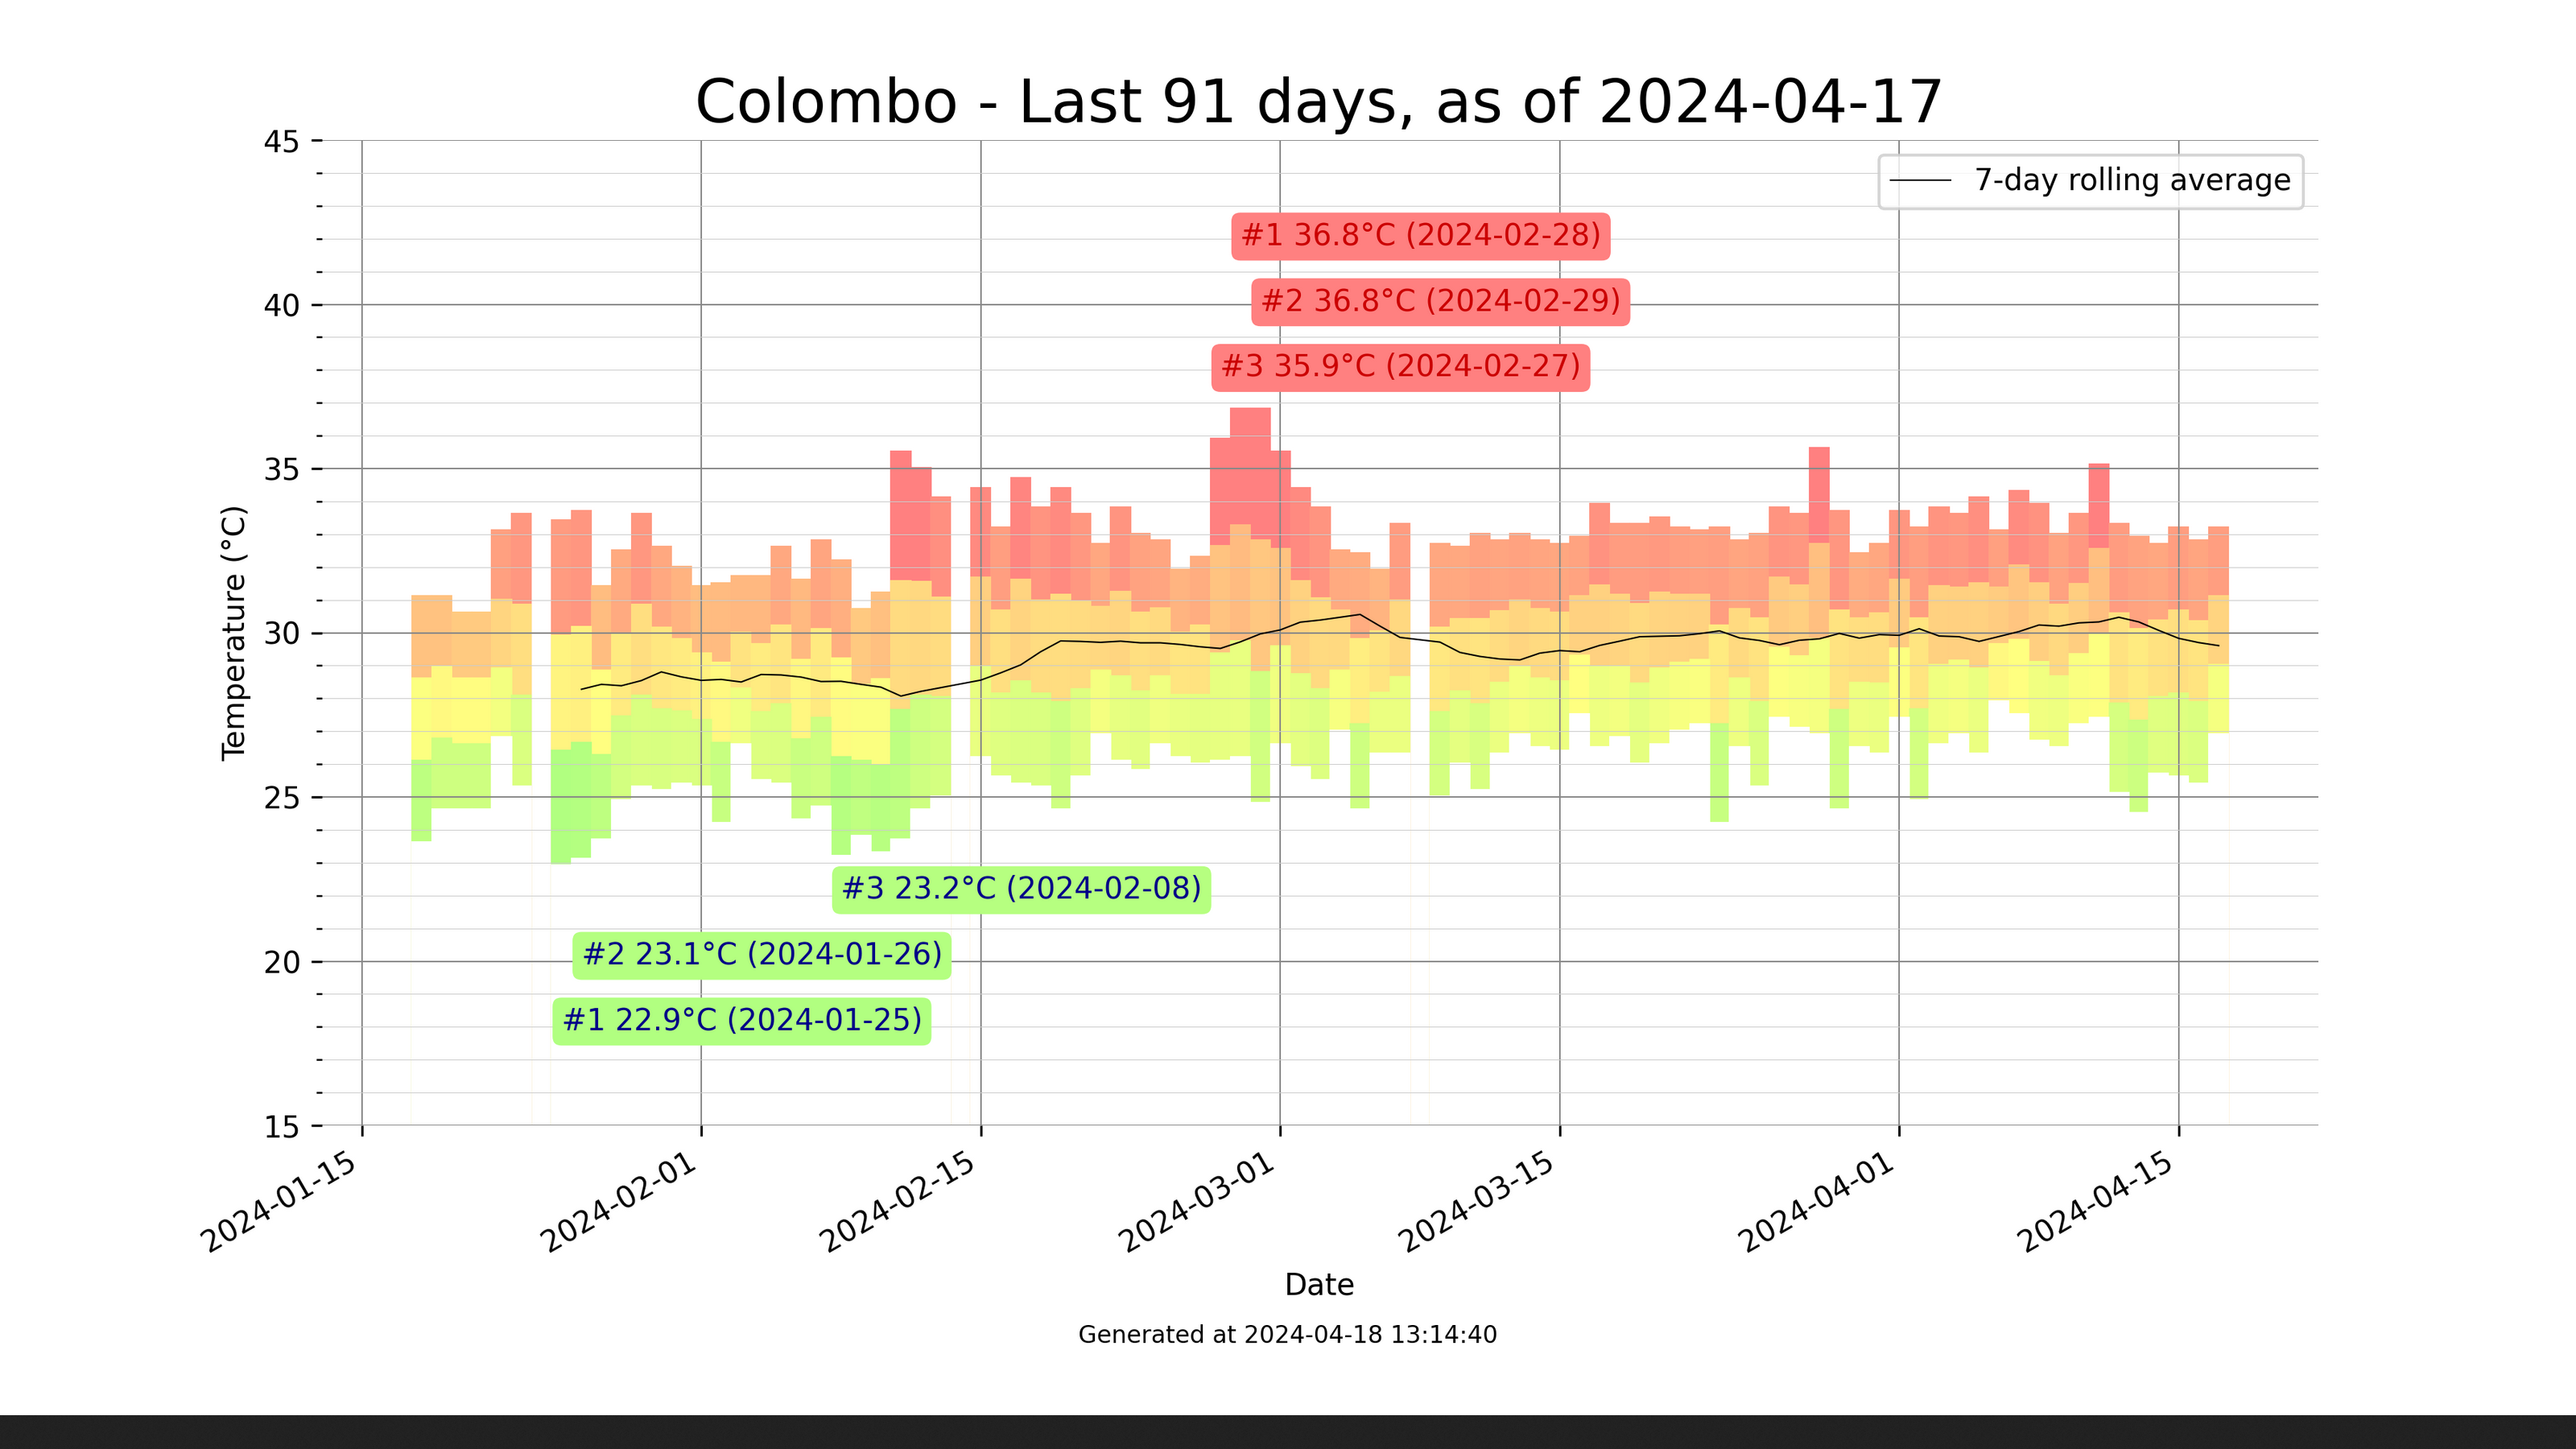 Colombo - Last 91 days, as of 2024-04-17
45
7-day rolling average
#1 36.8°C (2024-02-28)
40
#2 36.8°C (2024-02-29)
#3 35.9°C (2024-02-27)
35
Temperature (°C)
30
25
#3 23.2°C (2024-02-08)
20
#2 23.1°C (2024-01-26)
#1 22.9°C (2024-01-25)
15
2024-01-15
2024-02-01
2024-02-15
2024-03-01
2024-03-15
2024-04-01
2024-04-15
Date
Generated at 2024-04-18 13:14:40